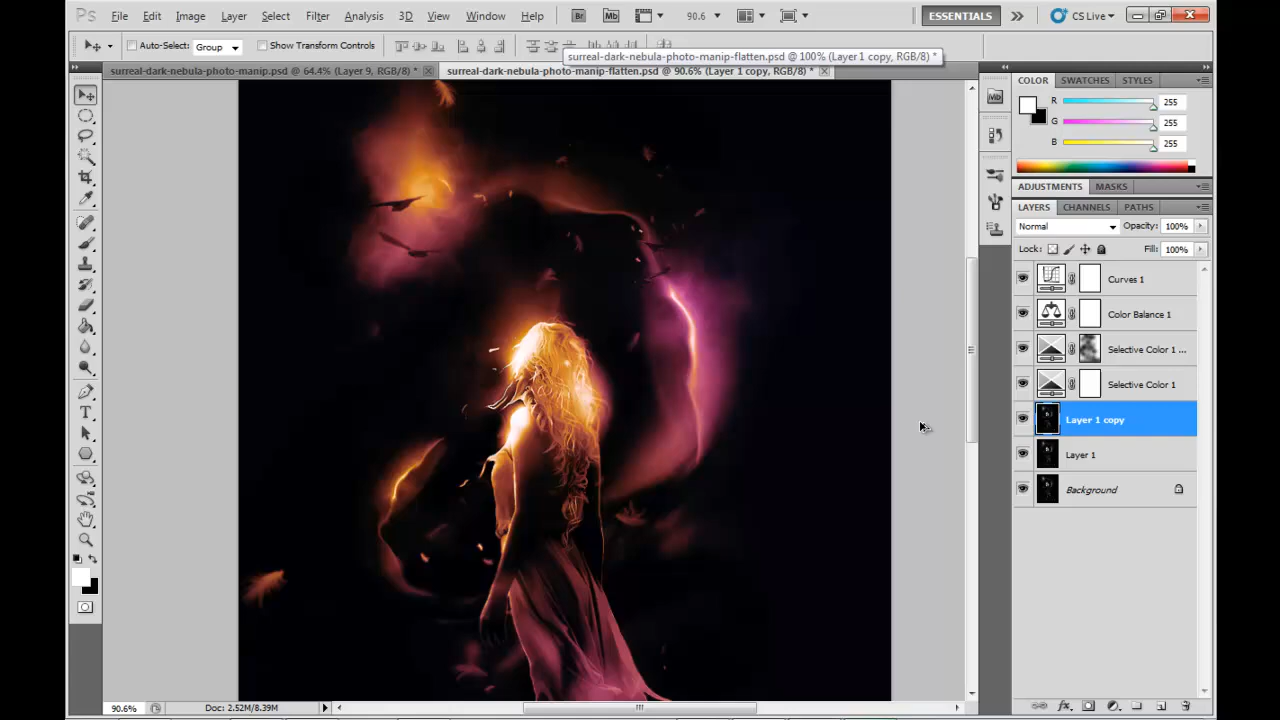 Ps File Edit Image Layer Select Filter Analysis 3D View Window Help Br Mb 90.6 ESSENTIALS CS Live
Auto-Select: Group Show Transform Controls
surreal-dark-nebula-photo-manip-flatten.psd @ 100% (Layer 1 copy, RGB/8) *
surreal-dark-nebula-photo-manip.psd @ 64.4% (Layer 9, RGB/8) * surreal-dark-nebula-photo-manip-flatten.psd @ 90.6% (Layer 1 copy, RGB/8) *
COLOR SWATCHES STYLES
Mb
R 255
G 255
B 255
ADJUSTMENTS MASKS
LAYERS CHANNELS PATHS
Normal Opacity: 100%
Lock: Fill: 100%
Curves 1
Color Balance 1
Selective Color 1 ...
Selective Color 1
Layer 1 copy
Layer 1
Background
T
fx
90.6% Doc: 2.52M/8.39M